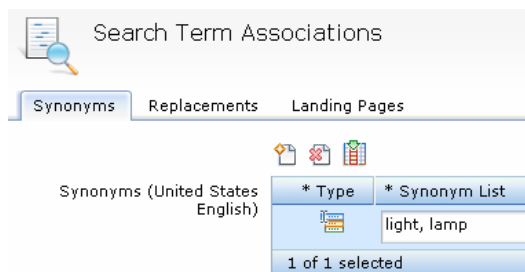 Search Term Associations
Synonyms Replacements Landing Pages
Synonyms (United States English)
* Type * Synonym List
light, lamp
1 of 1 selected